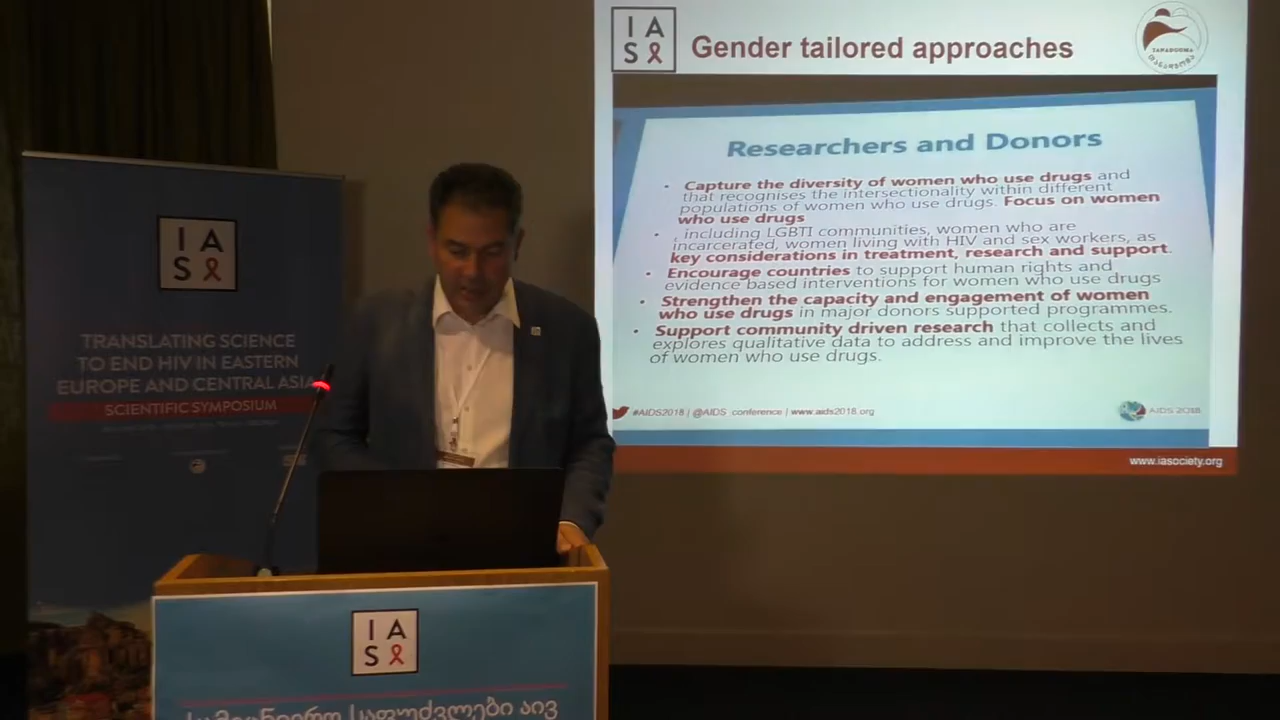 IAS
TRANSLATING SCIENCE
TO END HIV IN EASTERN
EUROPE AND CENTRAL ASIA
SCIENTIFIC SYMPOSIUM
IAS
Gender tailored approaches
TANADGOMA
თანადგომა
Researchers and Donors
• Capture the diversity of women who use drugs and
that recognises the intersectionality within different
populations of women who use drugs. Focus on women
who use drugs
• , including LGBTI communities, women who are
incarcerated, women living with HIV and sex workers, as
key considerations in treatment, research and support.
• Encourage countries to support human rights and
evidence based interventions for women who use drugs
• Strengthen the capacity and engagement of women
who use drugs in major donors supported programmes.
• Support community driven research that collects and
explores qualitative data to address and improve the lives
of women who use drugs.
#AIDS2018 | @AIDS_conference | www.aids2018.org
AIDS 2018
www.iasociety.org
IAS
სამეცნიერო საფუძვლები აივ